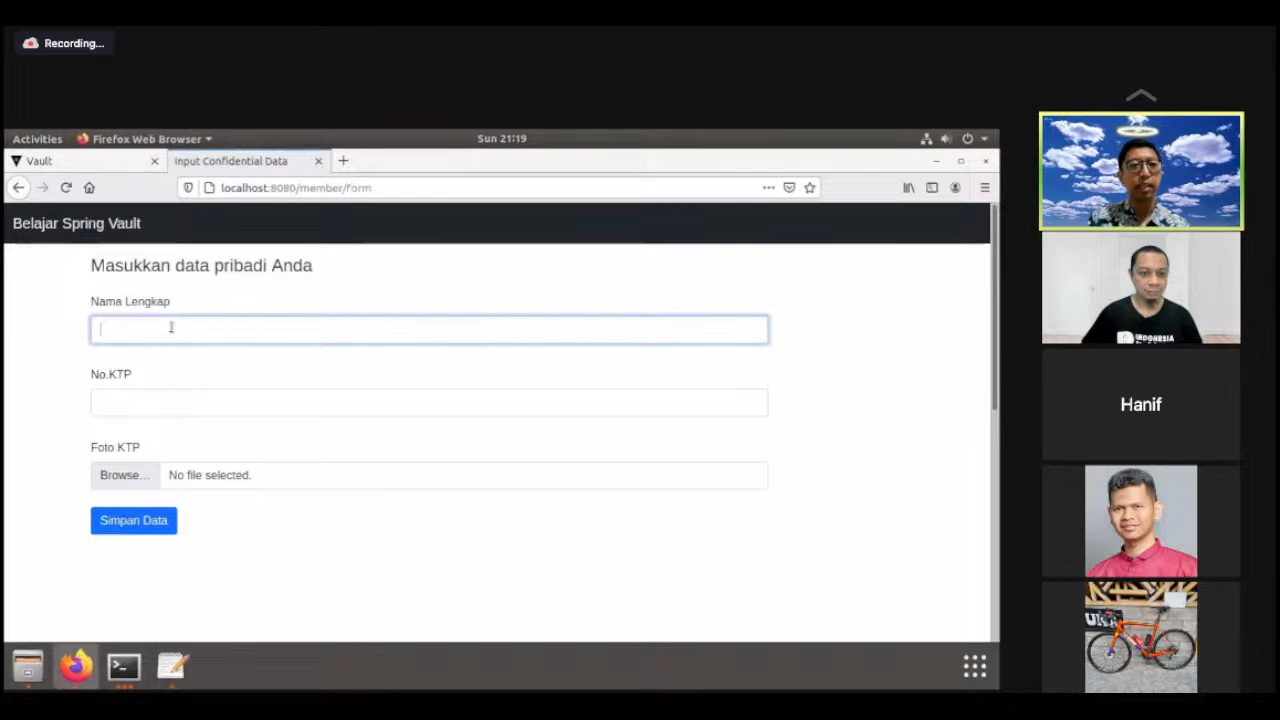 Recording...
Activities
Firefox Web Browser
Sun 21:19
Vault
Input Confidential Data
localhost:8080/member/form
Belajar Spring Vault
Masukkan data pribadi Anda
Nama Lengkap
No.KTP
Foto KTP
Browse...
No file selected.
Simpan Data
INDONESIA
Hanif